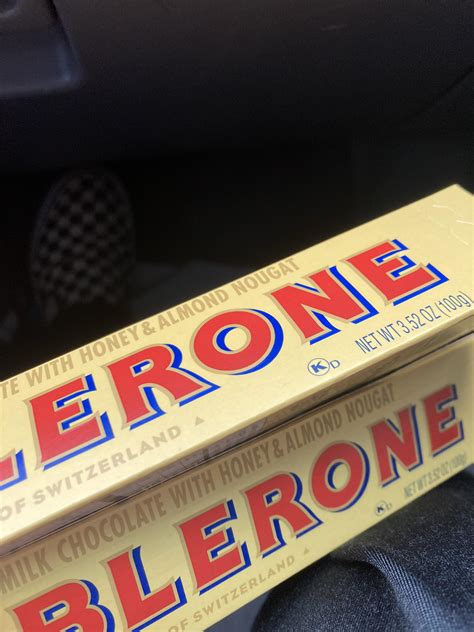 TE WITH HONEY & ALMOND NOUGAT
LERONE
K D
NET WT 3.52 OZ (100g)
OF SWITZERLAND
MILK CHOCOLATE WITH HONEY & ALMOND NOUGAT
BLERONE
K D
NET WT 3.52 OZ (100g)
OF SWITZERLAND